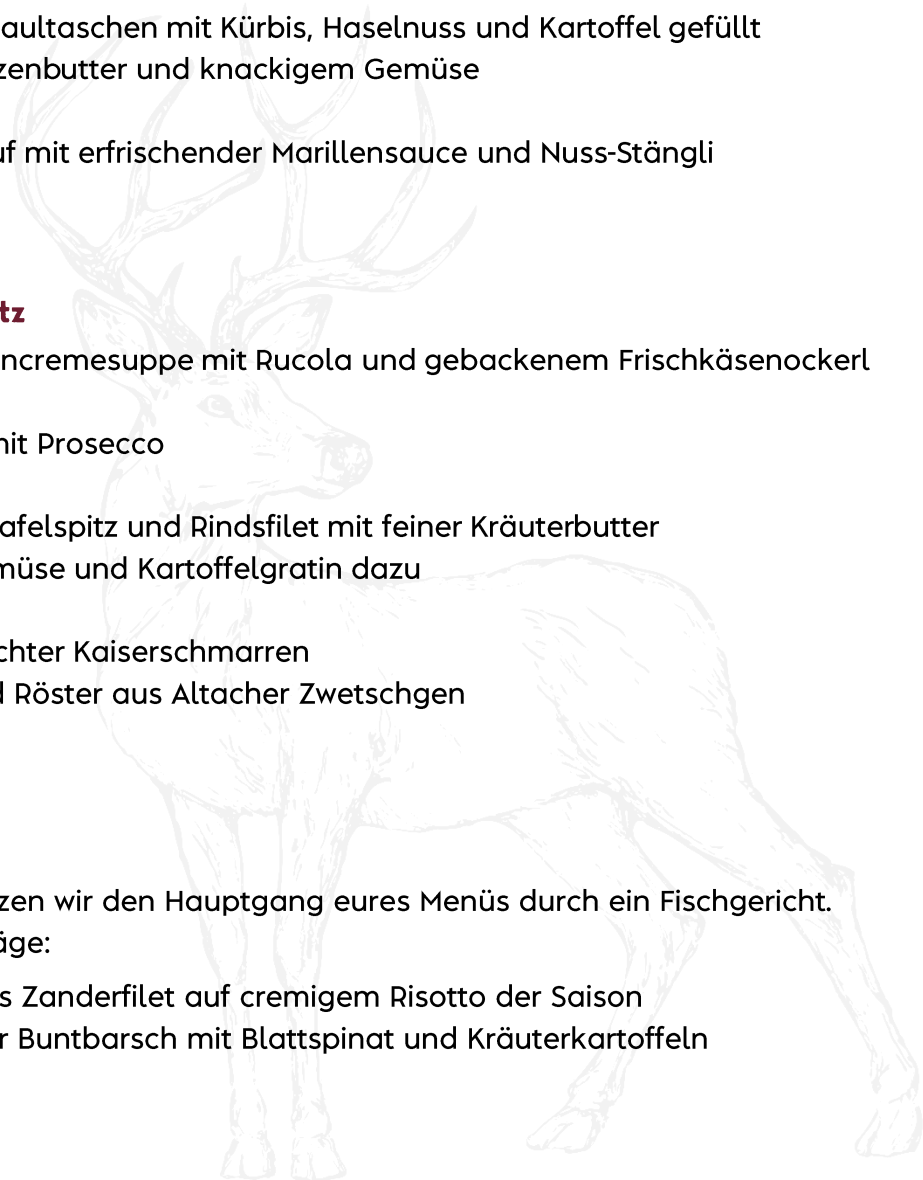 aultaschen mit Kürbis, Haselnuss und Kartoffel gefüllt
zenbutter und knackigem Gemüse
uf mit erfrischender Marillensauce und Nuss-Stängli
tz
ncremesuppe mit Rucola und gebackenem Frischkäsenockerl
mit Prosecco
afelspitz und Rindsfilet mit feiner Kräuterbutter
müse und Kartoffelgratin dazu
chter Kaiserschmarren
d Röster aus Altacher Zwetschgen
zen wir den Hauptgang eures Menüs durch ein Fischgericht.
äge:
s Zanderfilet auf cremigem Risotto der Saison
r Buntbarsch mit Blattspinat und Kräuterkartoffeln